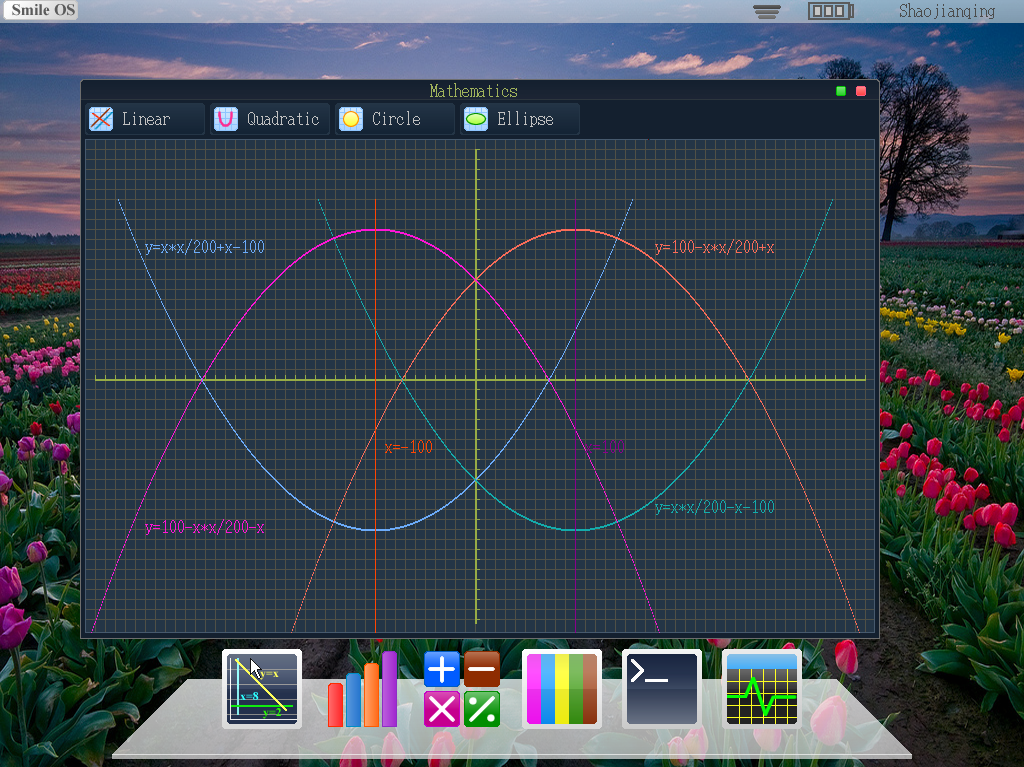 Smile OS
Shaojianqing
Mathematics
Linear
Quadratic
Circle
Ellipse
y=x*x/200+x-100
y=100-x*x/200+x
x=-100
y=x*x/200-x-100
y=100-x*x/200-x
y=x
x=8
y=2